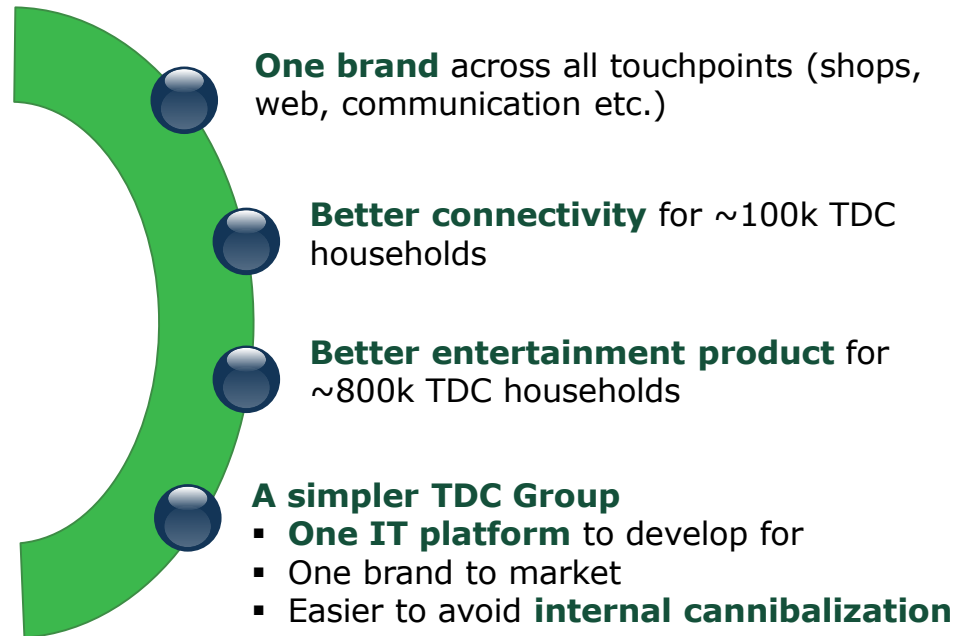 One brand across all touchpoints (shops,
web, communication etc.)
Better connectivity for ~100k TDC
households
Better entertainment product for
~800k TDC households
A simpler TDC Group
▪ One IT platform to develop for
▪ One brand to market
▪ Easier to avoid internal cannibalization